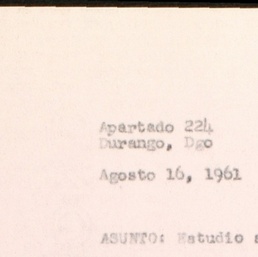 Apartado 224
Durango, Dgo
Agosto 16, 1961
ASUNTO: Estudio